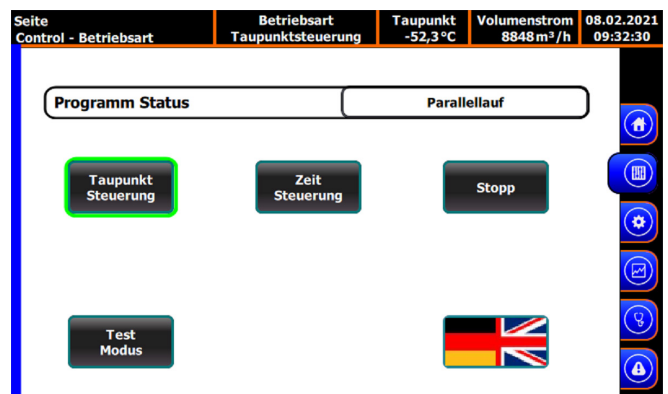 Seite Betriebsart Taupunkt Volumenstrom 08.02.2021
Control - Betriebsart Taupunktsteuerung -52,3°C 8848m³/h 09:32:30
Programm Status Parallellauf
Taupunkt Zeit Stopp
Steuerung Steuerung
Test
Modus